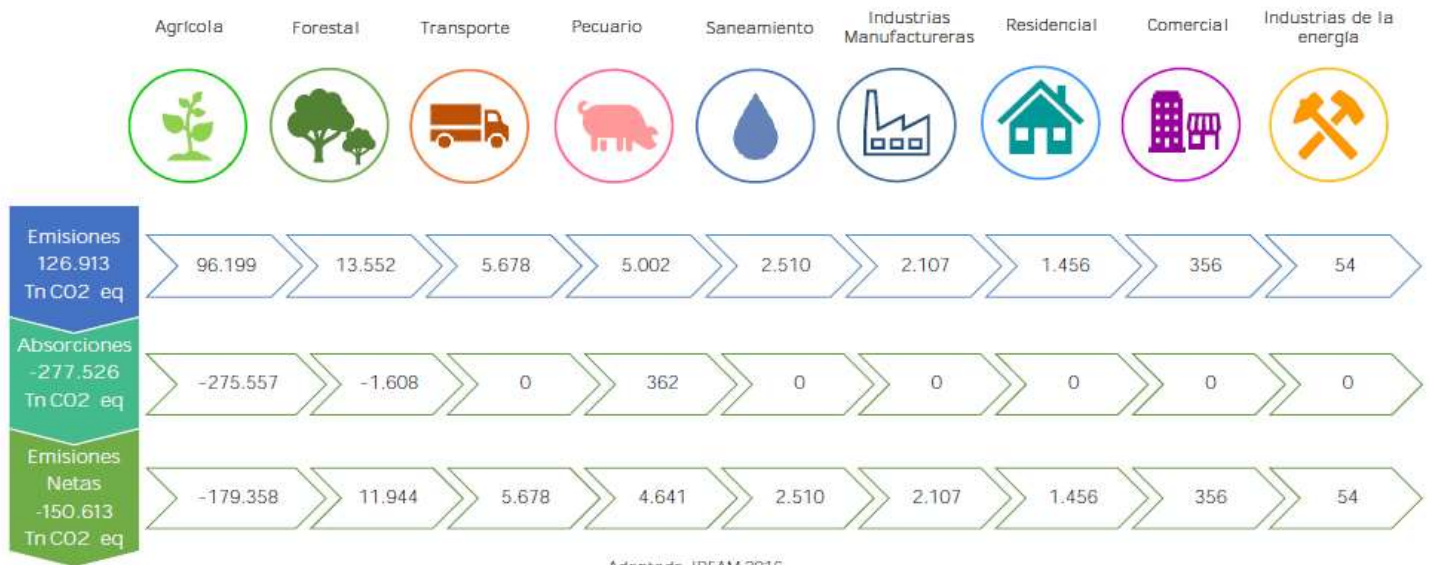 Agrícola
Forestal
Transporte
Pecuario
Saneamiento
Industrias
Manufactureras
Residencial
Comercial
Industrias de la
energía
Emisiones
126.913
Tn CO2 eq
96.199
13.552
5.678
5.002
2.510
2.107
1.456
356
54
Absorciones
-277.526
Tn CO2 eq
-275.557
-1.608
0
362
0
0
0
0
0
Emisiones
Netas
-150.613
Tn CO2 eq
-179.358
11.944
5.678
4.641
2.510
2.107
1.456
356
54